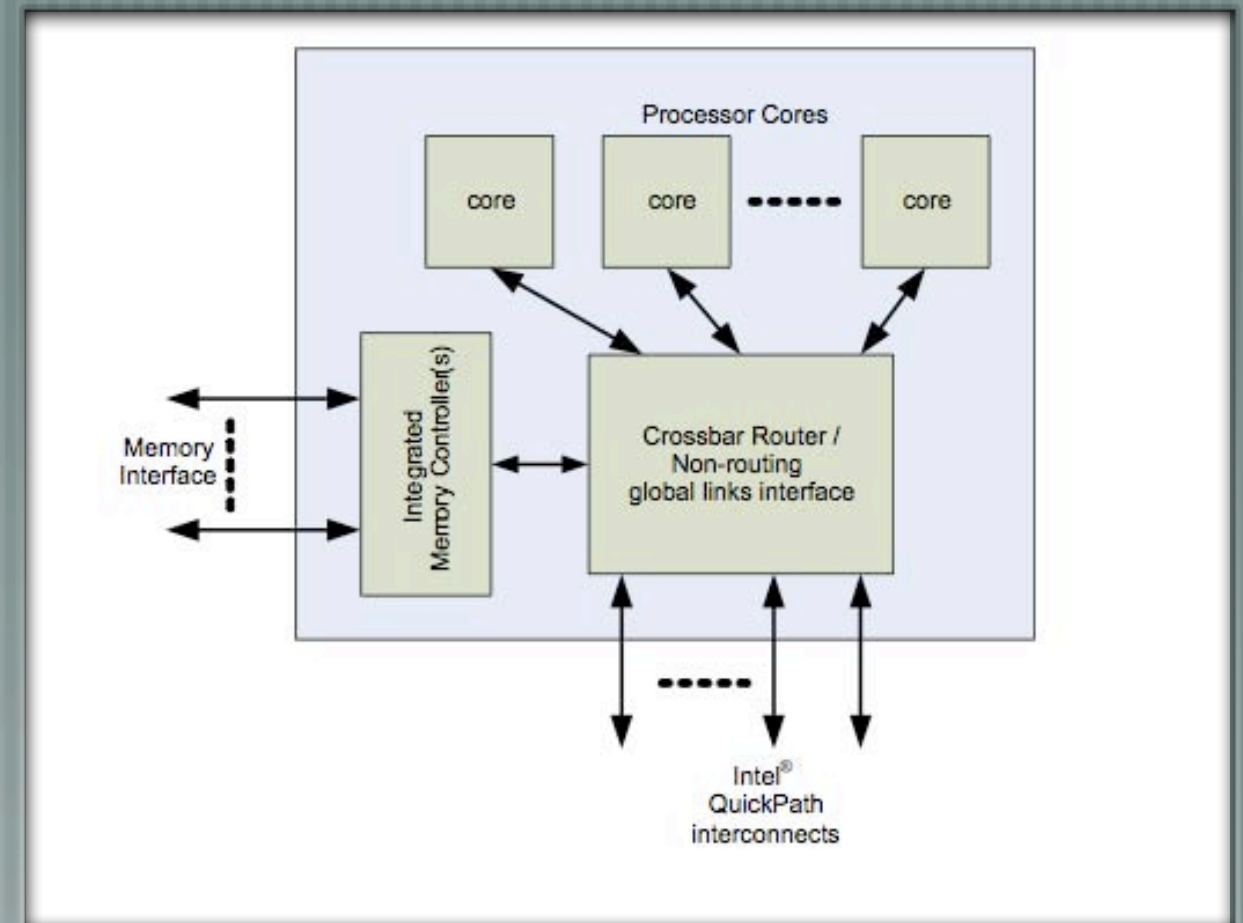 Processor Cores
core
core
core
Integrated
Memory Controller(s)
Crossbar Router /
Non-routing
global links interface
Memory
Interface
Intel®
QuickPath
interconnects